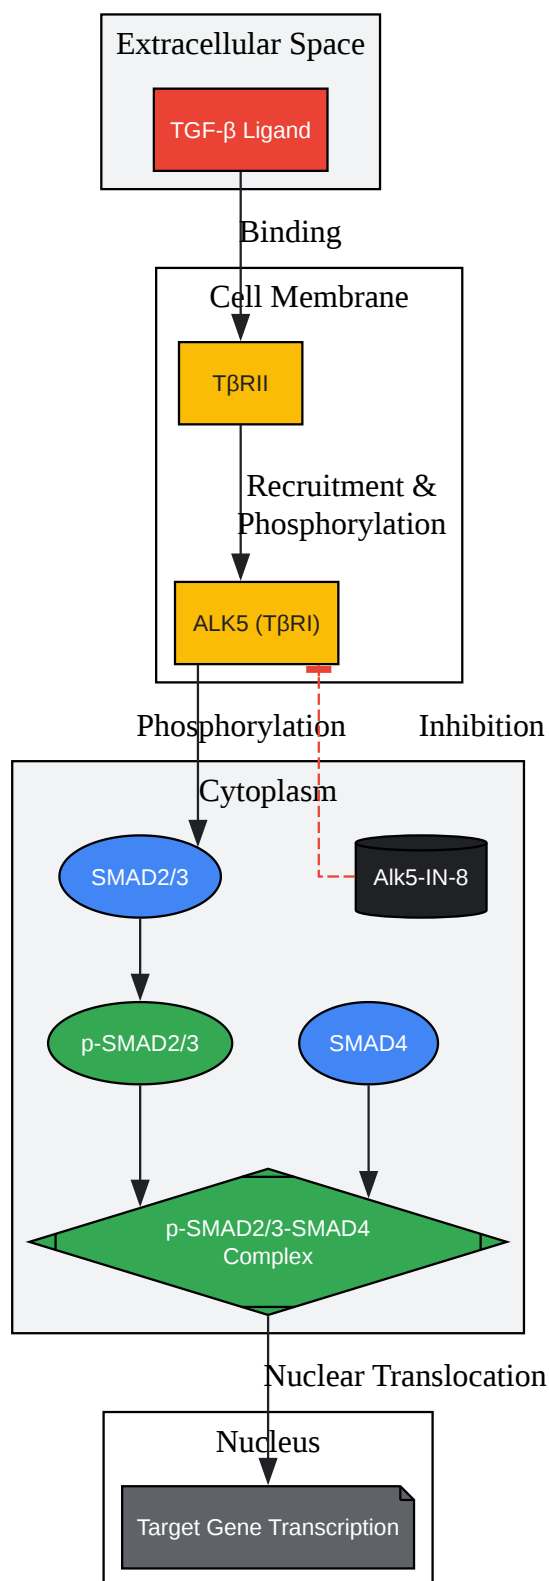 Extracellular Space
TGF-β Ligand
Binding
Cell Membrane
TβRII
Recruitment &
Phosphorylation
ALK5 (TβRI)
Phosphorylation
Inhibition
Cytoplasm
SMAD2/3
Alk5-IN-8
p-SMAD2/3
SMAD4
p-SMAD2/3-SMAD4
Complex
Nuclear Translocation
Nucleus
Target Gene Transcription